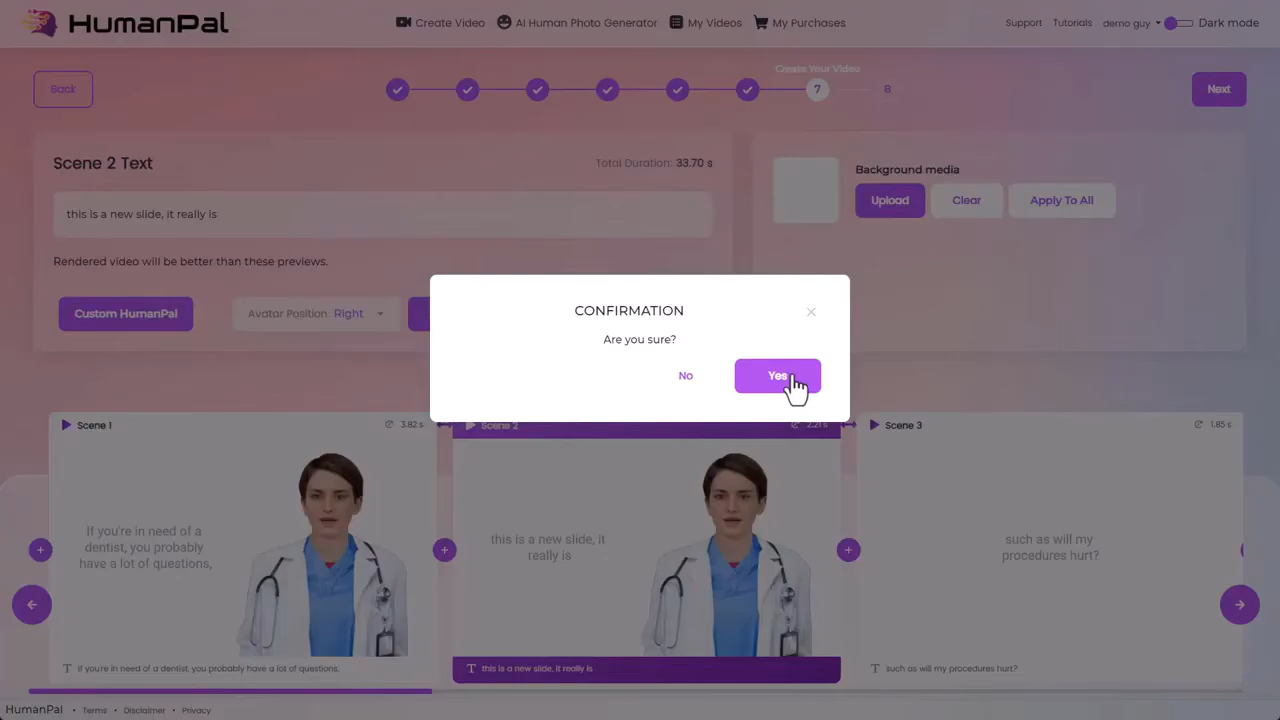 HumanPal
Create Video
AI Human Photo Generator
My Videos
My Purchases
Support
Tutorials
demo guy
Dark mode
Back
Create Your Video
7
8
Next
Scene 2 Text
Total Duration: 33.70 s
this is a new slide, it really is
Rendered video will be better than these previews.
Custom HumanPal
Avatar Position: Right
Background media
Upload
Clear
Apply To All
CONFIRMATION
Are you sure?
No
Yes
Scene 1
3.82 s
If you're in need of a
dentist, you probably
have a lot of questions,
T If you're in need of a dentist, you probably have a lot of questions,
Scene 2
2.21 s
this is a new slide, it
really is
T this is a new slide, it really is
Scene 3
1.85 s
such as will my
procedures hurt?
T such as will my procedures hurt?
HumanPal
• Terms • Disclaimer • Privacy